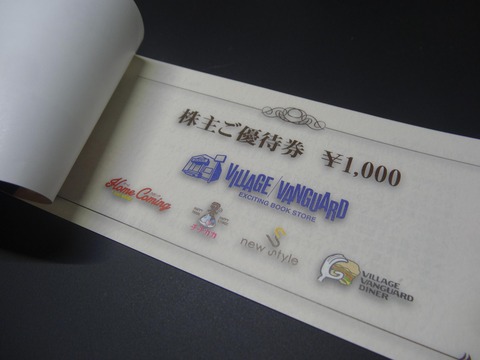 株主ご優待券 ¥1,000
VILLAGE/VANGUARD
EXCITING BOOK STORE
Home Coming
new Style
VILLAGE
VANGUARD
DINER